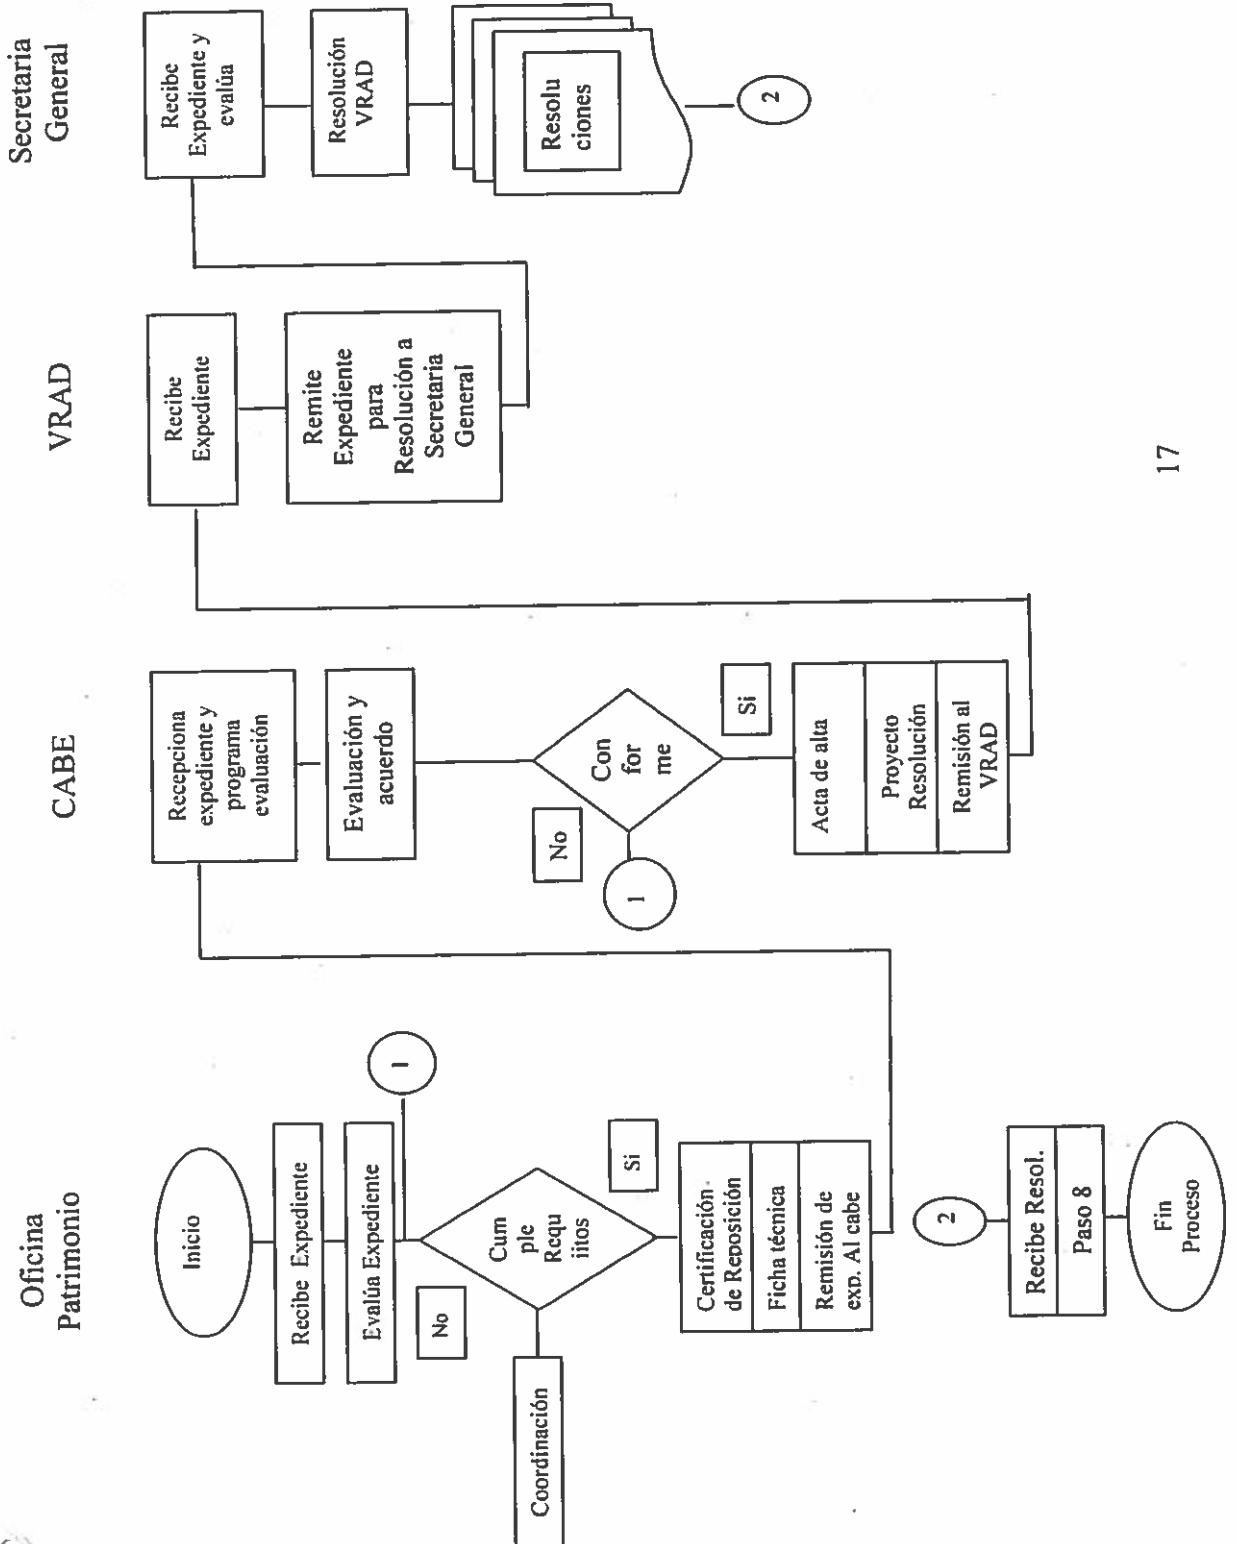 Oficina
Patrimonio
Inicio
Recibe Expediente
Evalúa Expediente
1
No
Cum
ple
Requ
iitos
Coordinación
Si
Certificación
de Reposición
Ficha técnica
Remisión de
exp. Al cabe
2
Recibe Resol.
Paso 8
Fin
Proceso
CABE
Recepciona
expediente y
programa
evaluación
Evaluación y
acuerdo
Con
for
me
No
1
Si
Acta de alta
Proyecto
Resolución
Remisión al
VRAD
VRAD
Recibe
Expediente
Remite
Expediente
para
Resolución a
Secretaria
General
Secretaria
General
Recibe
Expediente y
evalúa
Resolución
VRAD
Resolu
ciones
2
17